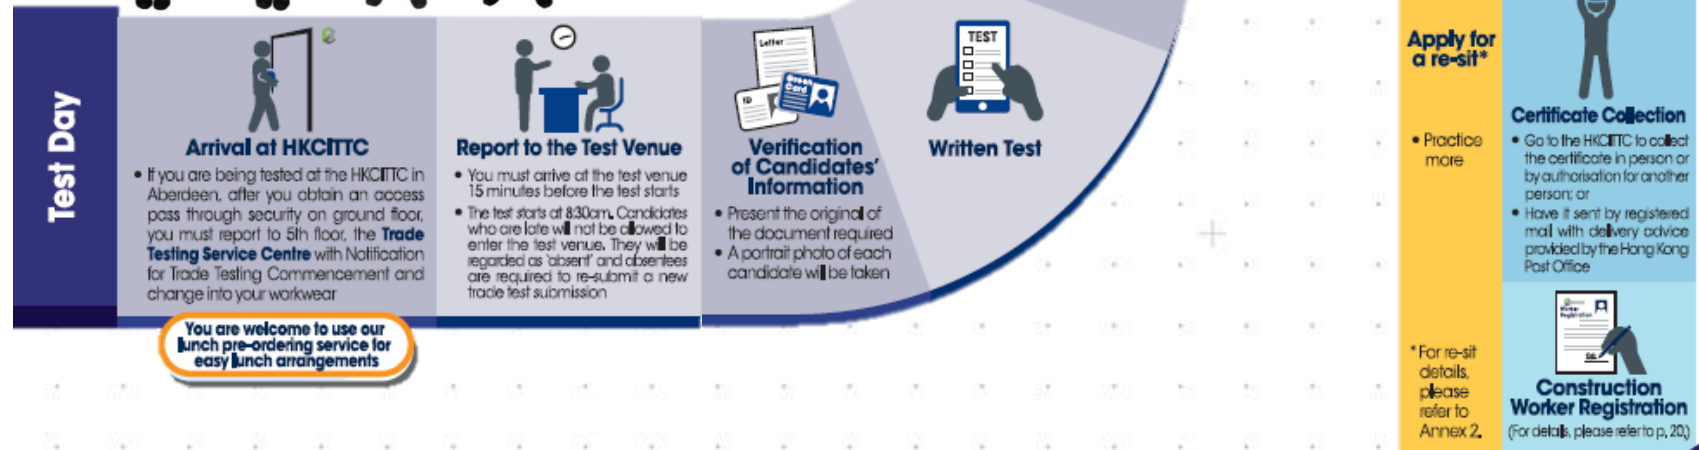 Test Day
Arrival at HKCITTC
• If you are being tested at the HKCITTC in
Aberdeen, after you obtain an access
pass through security on ground floor,
you must report to 5th floor, the Trade
Testing Service Centre with Notification
for Trade Testing Commencement and
change into your workwear
You are welcome to use our
lunch pre-ordering service for
easy lunch arrangements
Report to the Test Venue
• You must arrive at the test venue
15 minutes before the test starts
• The test starts at 8:30am. Candidates
who are late will not be allowed to
enter the test venue. They will be
regarded as 'absent' and absentees
are required to re-submit a new
trade test submission
Letter
Green
Card
ID
Verification
of Candidates'
Information
• Present the original of
the document required
• A portrait photo of each
candidate will be taken
TEST
Written Test
Apply for
a re-sit*
• Practice
more
*For re-sit
details,
please
refer to
Annex 2.
Certificate Collection
• Go to the HKCITTC to collect
the certificate in person or
by authorisation for another
person; or
• Have it sent by registered
mail with delivery advice
provided by the Hong Kong
Post Office
Worker
Registration
Construction
Worker Registration
(For details, please refer to p. 20.)